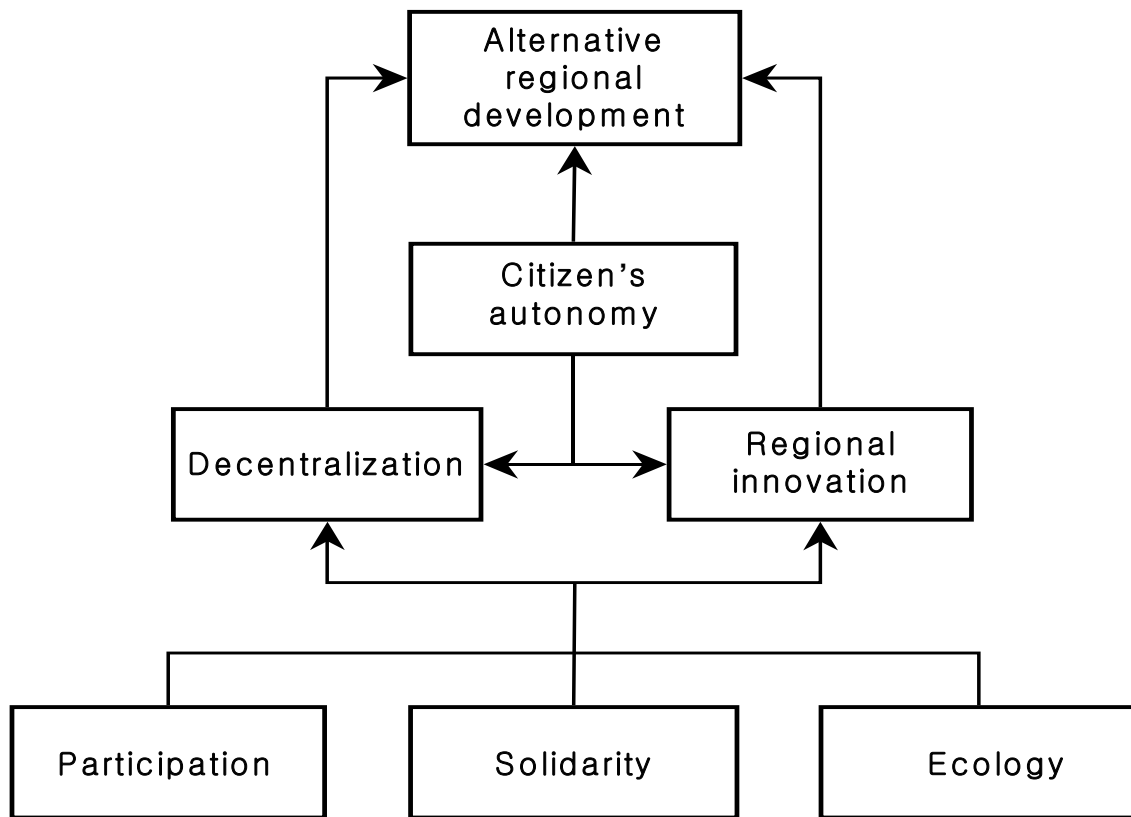 Alternative
regional
development
Citizen's
autonomy
Decentralization
Regional
innovation
Participation
Solidarity
Ecology